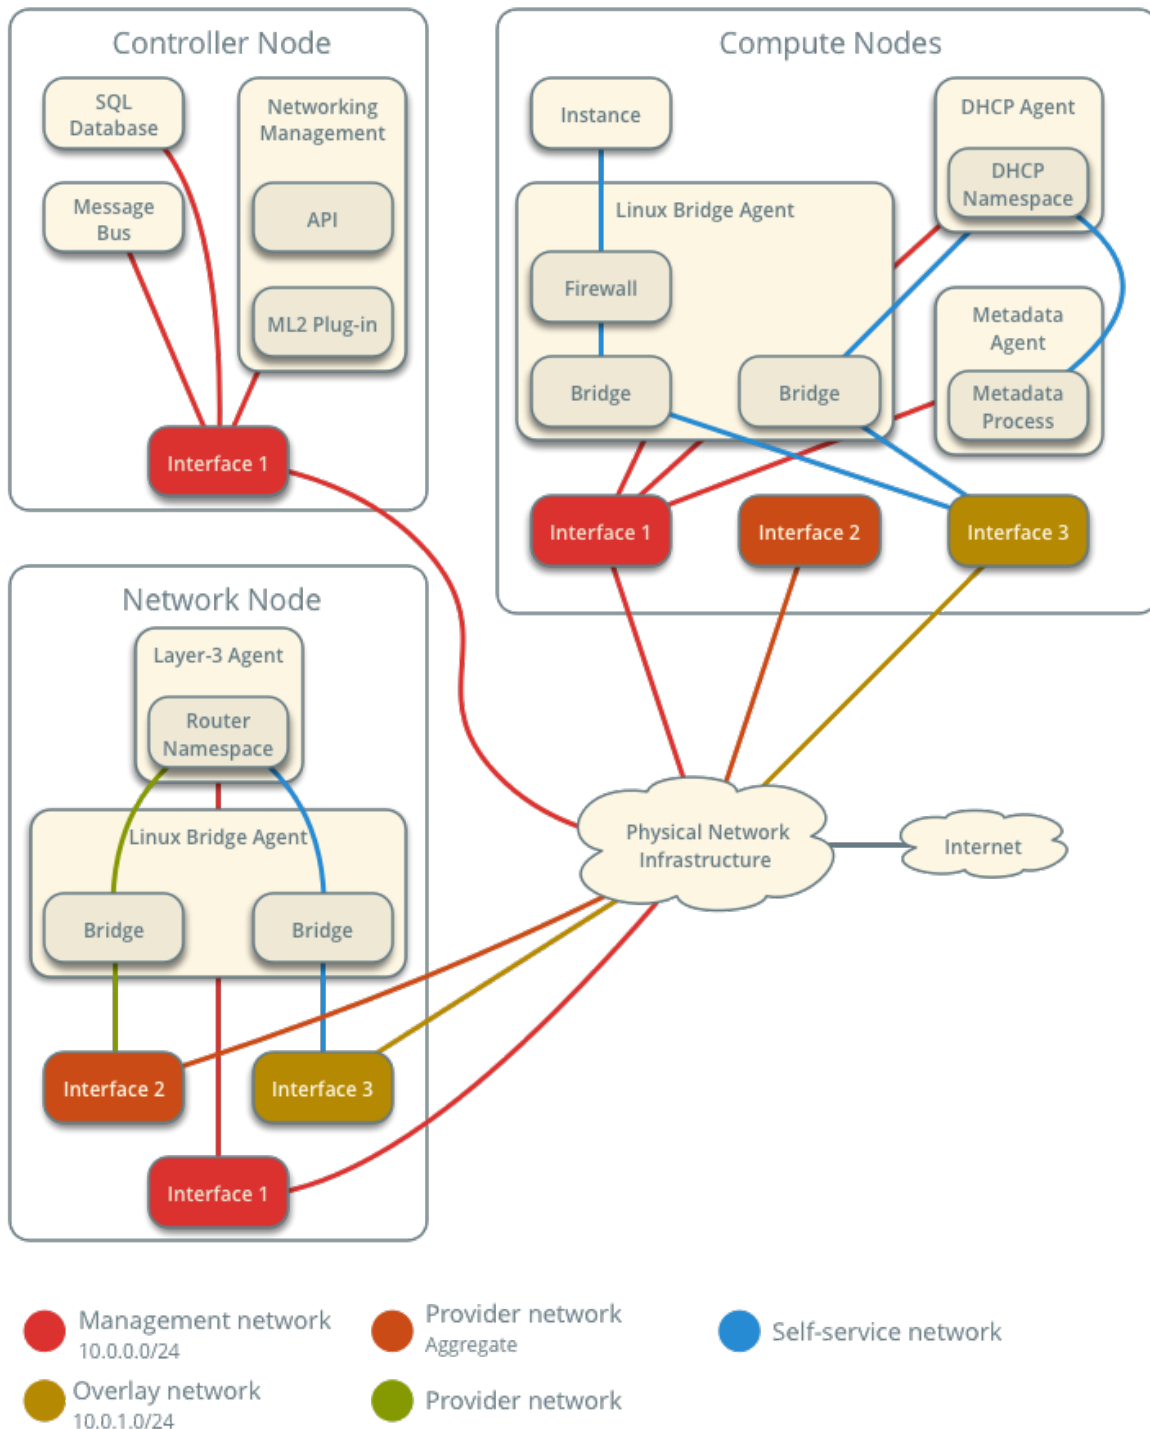 Controller Node
SQL
Database
Networking
Management
Message
Bus
API
ML2 Plug-in
Interface 1
Compute Nodes
Instance
DHCP Agent
DHCP
Namespace
Linux Bridge Agent
Firewall
Metadata
Agent
Bridge
Bridge
Metadata
Process
Interface 1
Interface 2
Interface 3
Network Node
Layer-3 Agent
Router
Namespace
Linux Bridge Agent
Bridge
Bridge
Interface 2
Interface 3
Interface 1
Physical Network
Infrastructure
Internet
Management network
10.0.0.0/24
Provider network
Aggregate
Self-service network
Overlay network
10.0.1.0/24
Provider network